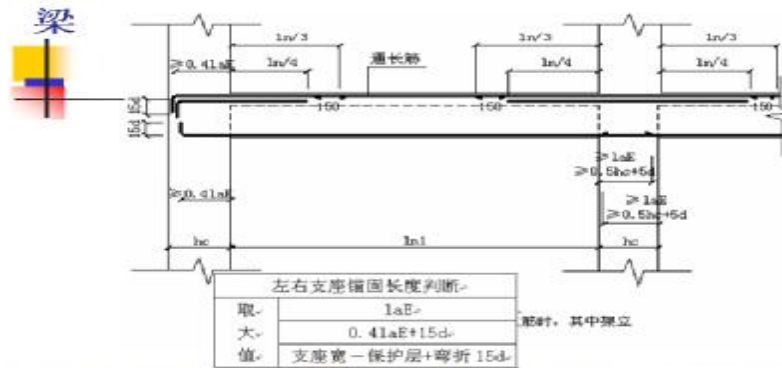 梁
ln/3
ln/3
ln/3
≥0.4laE
ln/4
通长筋
ln/4
ln/4
150
150
150
15d
15d
≥laE
≥0.5hc+5d
≥0.4laE
≥laE
≥0.5hc+5d
hc
ln1
hc
左右支座锚固长度判断
取 laE
大 0.4laE+15d
值 支座宽-保护层+弯折15d
筋时，其中架立